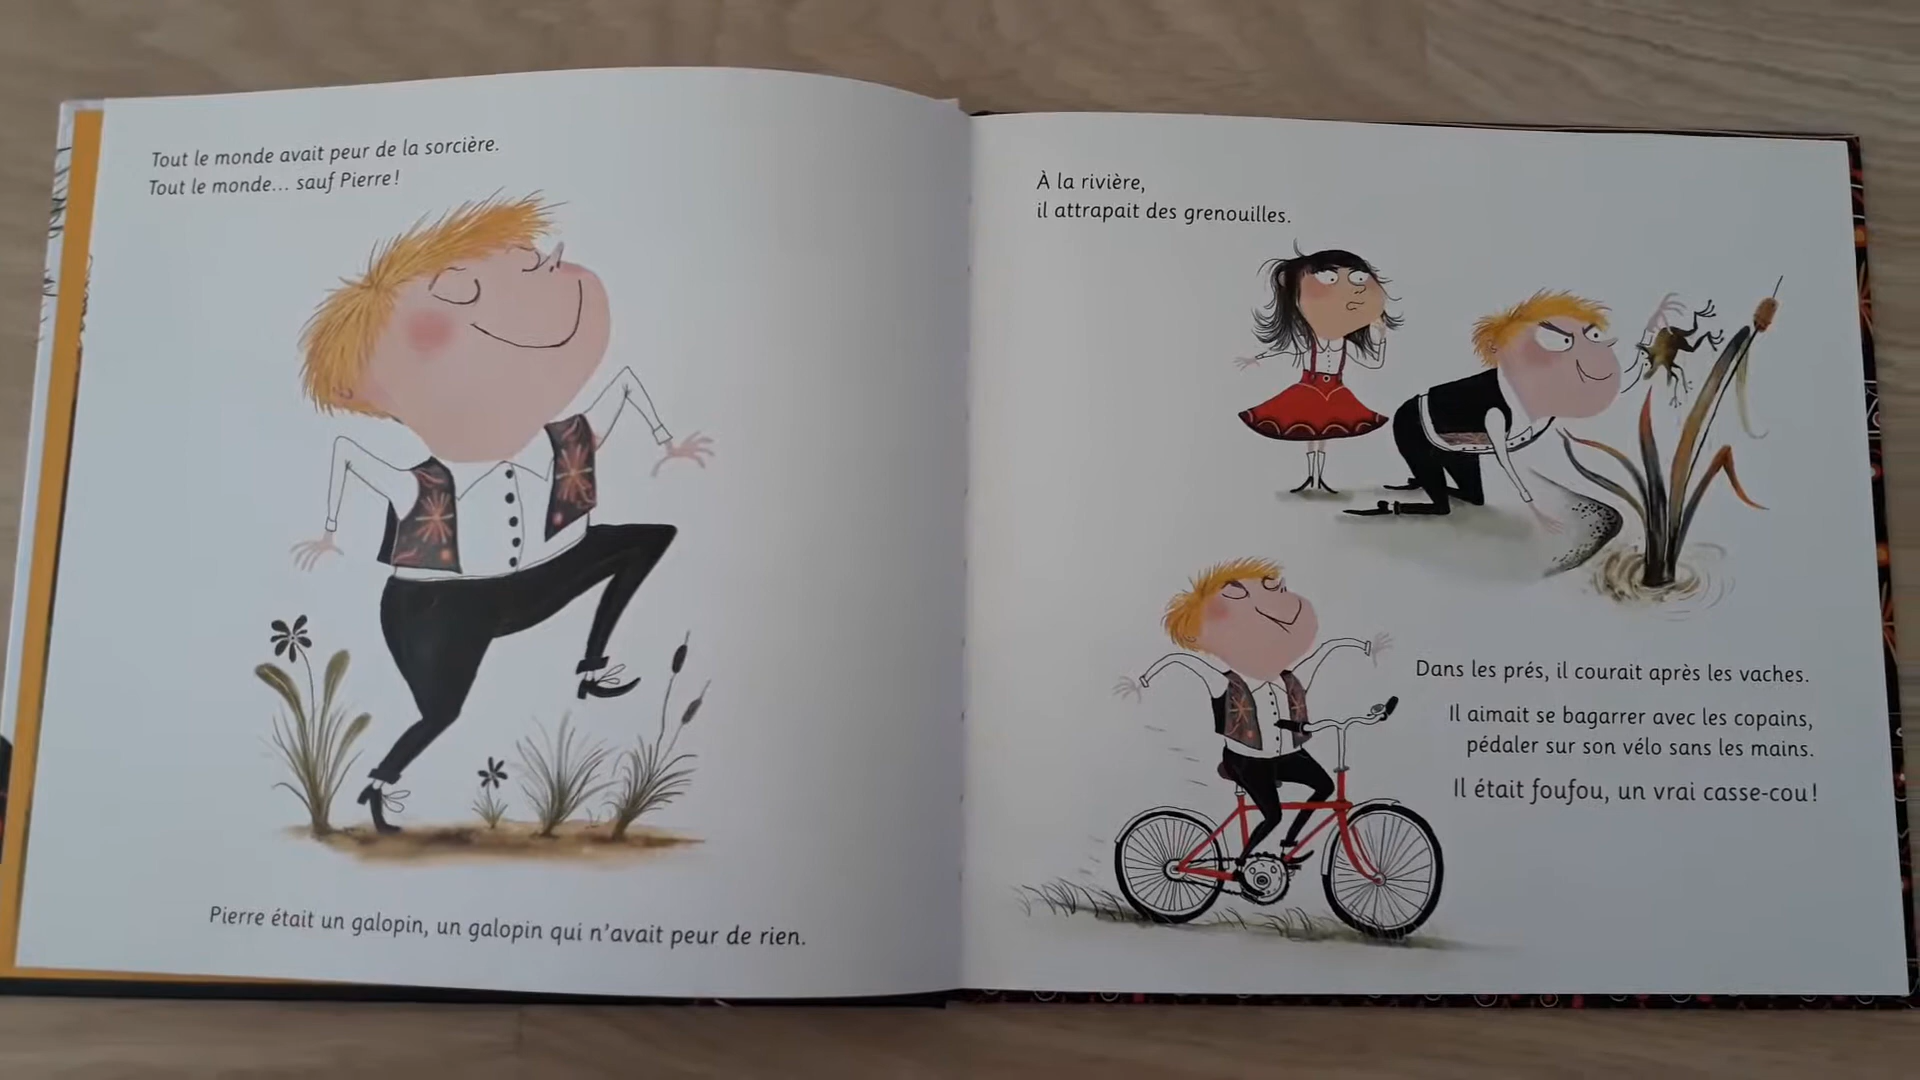 Tout le monde avait peur de la sorcière.
Tout le monde... sauf Pierre !
Pierre était un galopin, un galopin qui n'avait peur de rien.
À la rivière,
il attrapait des grenouilles.
Dans les prés, il courait après les vaches.
Il aimait se bagarrer avec les copains,
pédaler sur son vélo sans les mains.
Il était foufou, un vrai casse-cou !